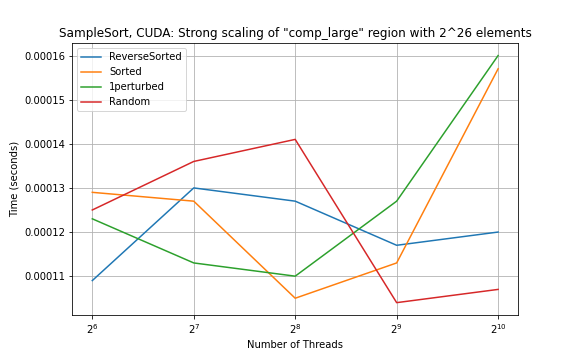 SampleSort, CUDA: Strong scaling of "comp_large" region with 2^26 elements
ReverseSorted
Sorted
1perturbed
Random
0.00016
0.00015
0.00014
0.00013
0.00012
0.00011
Time (seconds)
2^6 2^7 2^8 2^9 2^10
Number of Threads